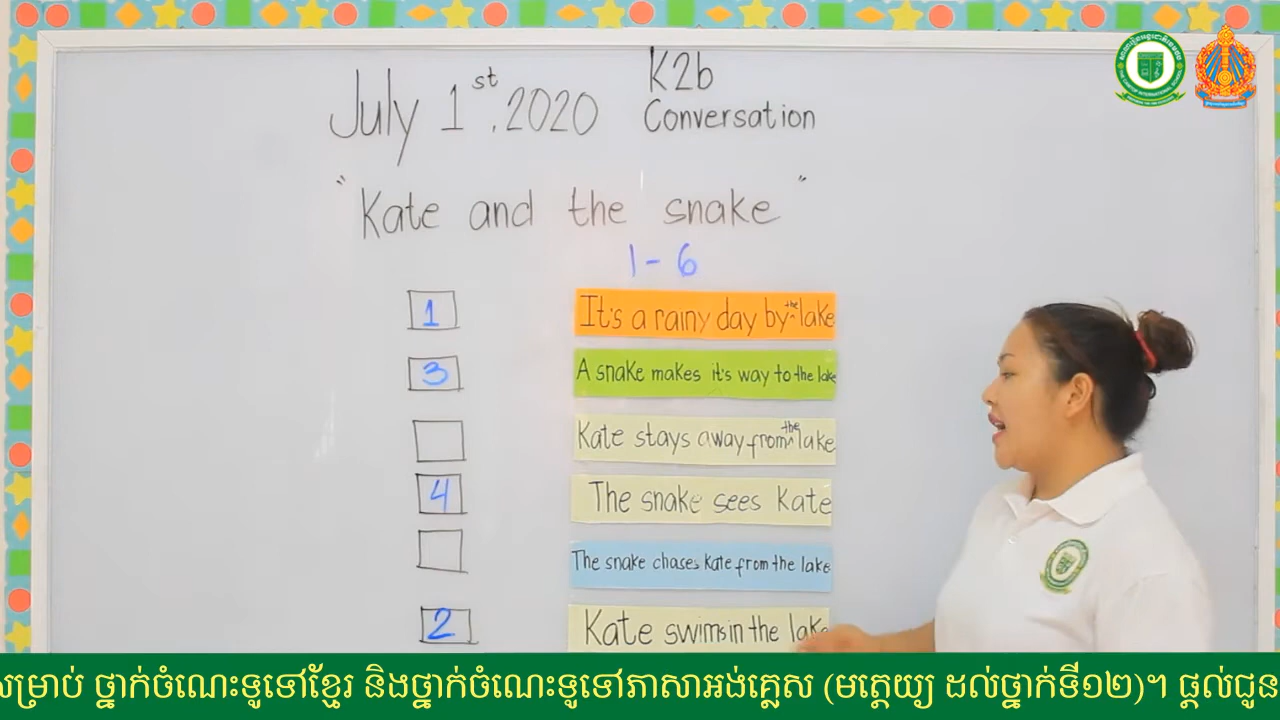 July 1st, 2020
K2b
Conversation
"Kate and the snake"
1 - 6
1 It's a rainy day by the lake
3 A snake makes it's way to the lake
Kate stays away from the lake
4 The snake sees Kate
The snake chases Kate from the lake
2 Kate swims in the lake
សម្រាប់ ថ្នាក់ចំណេះទូទៅខ្មែរ និងថ្នាក់ចំណេះទូទៅភាសាអង់គ្លេស (មត្តេយ្យ ដល់ថ្នាក់ទី១២)។ ផ្តល់ជូន